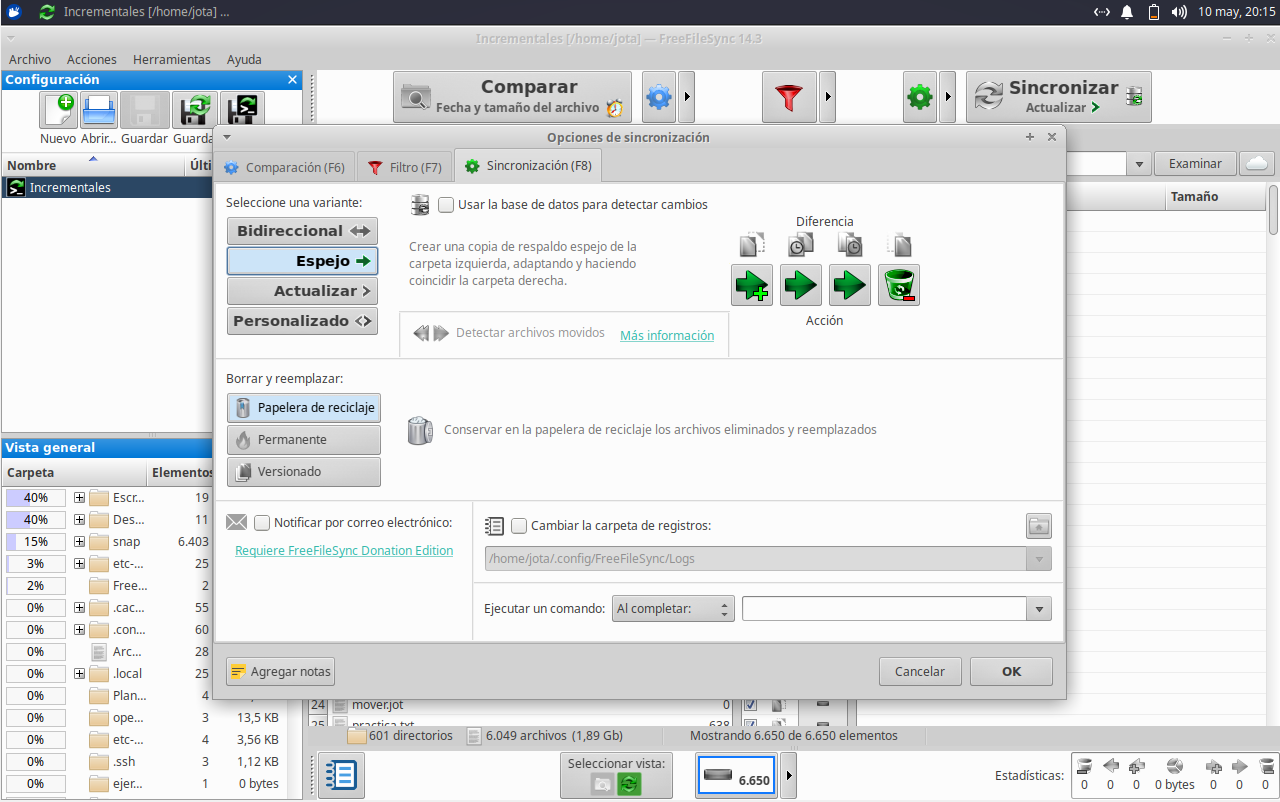 Incrementales [/home/jota] ...
10 may, 20:15
Incrementales [/home/jota] — FreeFileSync 14.3
Archivo Acciones Herramientas Ayuda
Configuración
Comparar
Fecha y tamaño del archivo
Sincronizar
Actualizar
Nuevo Abrir... Guardar Guarda
Nombre Últi
Incrementales
Examinar
Tamaño
Opciones de sincronización
Comparación (F6) Filtro (F7) Sincronización (F8)
Seleccione una variante:
Bidireccional
Espejo
Actualizar
Personalizado
Usar la base de datos para detectar cambios
Crear una copia de respaldo espejo de la
carpeta izquierda, adaptando y haciendo
coincidir la carpeta derecha.
Detectar archivos movidos Más información
Diferencia
Acción
Borrar y reemplazar:
Papelera de reciclaje
Permanente
Versionado
Conservar en la papelera de reciclaje los archivos eliminados y reemplazados
Notificar por correo electrónico:
Requiere FreeFileSync Donation Edition
Cambiar la carpeta de registros:
/home/jota/.config/FreeFileSync/Logs
Ejecutar un comando: Al completar:
Agregar notas Cancelar OK
Vista general
Carpeta Elementos
40% Escr... 19
40% Des... 11
15% snap 6.403
3% etc-... 25
2% Free... 2
0% .cac... 55
0% .con... 60
0% Arc... 28
0% .local 25
0% Plan... 4
0% ope... 3 13,5 KB
0% etc-... 4 3,56 KB
0% .ssh 3 1,12 KB
0% ejer... 1 0 bytes
24 mover.jot 0
25 practica.txt 638
601 directorios 6.049 archivos (1,89 Gb) Mostrando 6.650 de 6.650 elementos
Seleccionar vista:
6.650
Estadísticas:
0 0 0 0 bytes 0 0 0